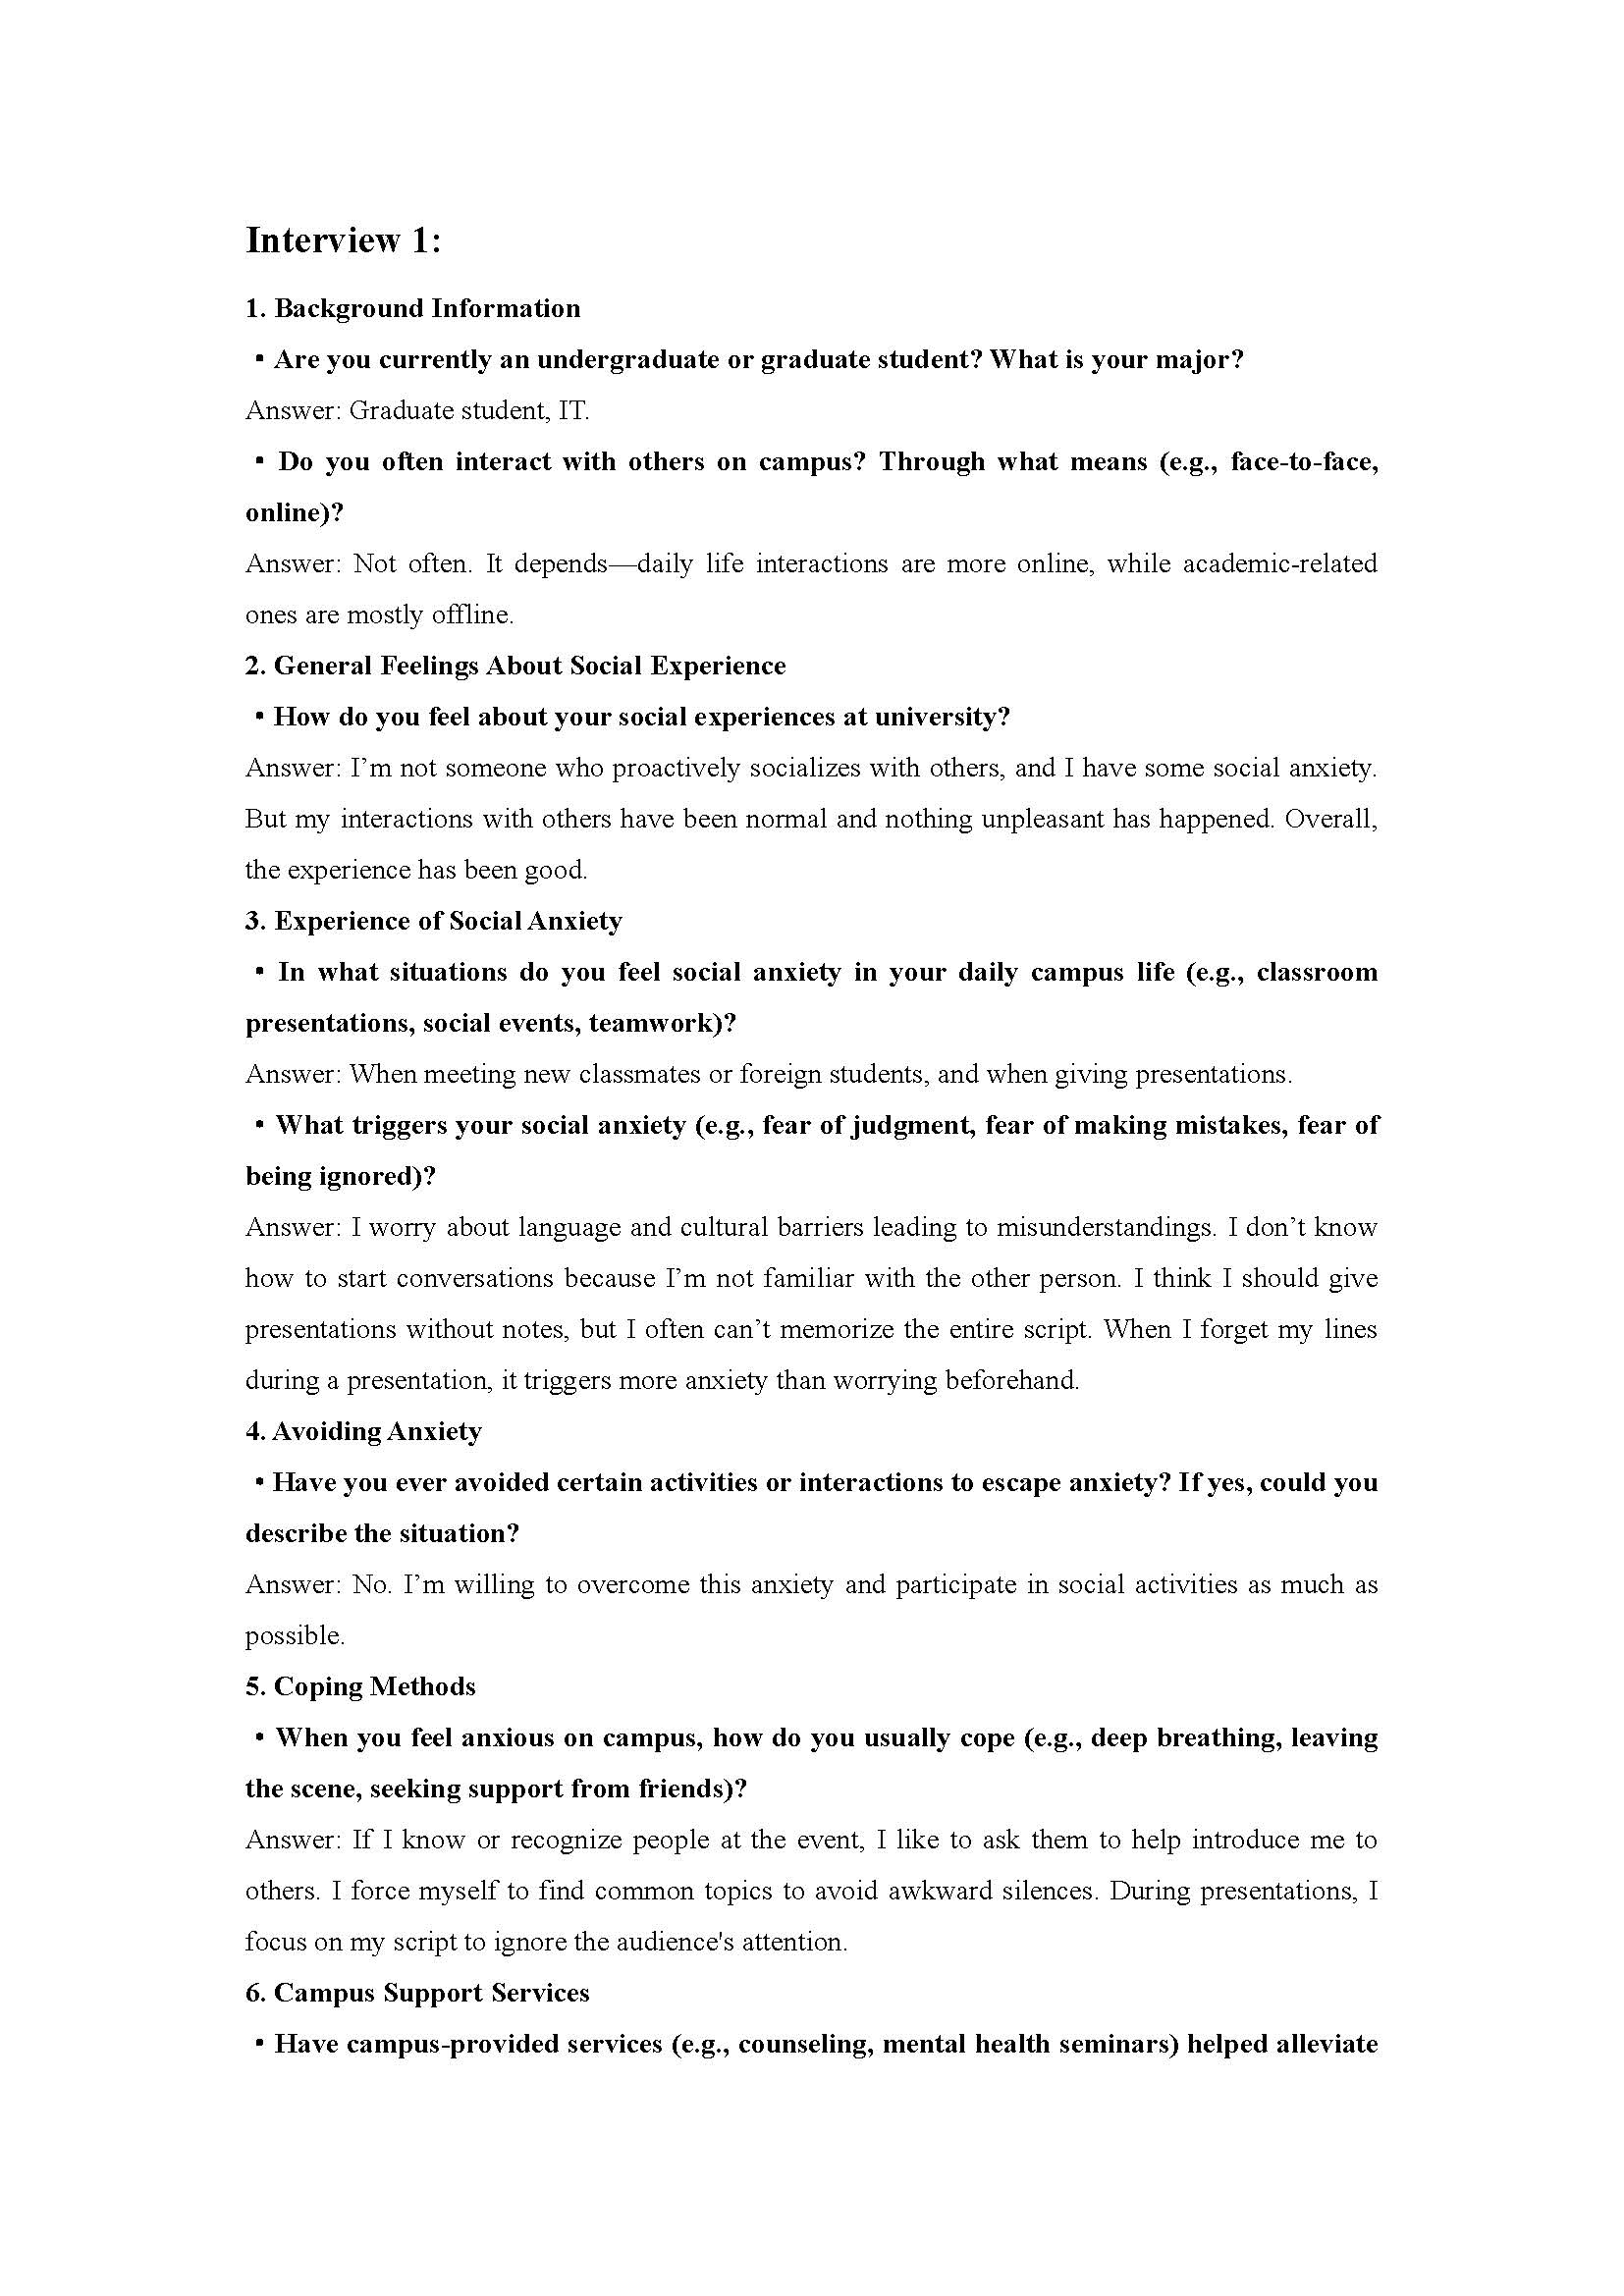 Interview 1:
1. Background Information
• Are you currently an undergraduate or graduate student? What is your major?
Answer: Graduate student, IT.
• Do you often interact with others on campus? Through what means (e.g., face-to-face,
online)?
Answer: Not often. It depends—daily life interactions are more online, while academic-related
ones are mostly offline.
2. General Feelings About Social Experience
• How do you feel about your social experiences at university?
Answer: I’m not someone who proactively socializes with others, and I have some social anxiety.
But my interactions with others have been normal and nothing unpleasant has happened. Overall,
the experience has been good.
3. Experience of Social Anxiety
• In what situations do you feel social anxiety in your daily campus life (e.g., classroom
presentations, social events, teamwork)?
Answer: When meeting new classmates or foreign students, and when giving presentations.
• What triggers your social anxiety (e.g., fear of judgment, fear of making mistakes, fear of
being ignored)?
Answer: I worry about language and cultural barriers leading to misunderstandings. I don’t know
how to start conversations because I’m not familiar with the other person. I think I should give
presentations without notes, but I often can’t memorize the entire script. When I forget my lines
during a presentation, it triggers more anxiety than worrying beforehand.
4. Avoiding Anxiety
• Have you ever avoided certain activities or interactions to escape anxiety? If yes, could you
describe the situation?
Answer: No. I’m willing to overcome this anxiety and participate in social activities as much as
possible.
5. Coping Methods
• When you feel anxious on campus, how do you usually cope (e.g., deep breathing, leaving
the scene, seeking support from friends)?
Answer: If I know or recognize people at the event, I like to ask them to help introduce me to
others. I force myself to find common topics to avoid awkward silences. During presentations, I
focus on my script to ignore the audience's attention.
6. Campus Support Services
• Have campus-provided services (e.g., counseling, mental health seminars) helped alleviate